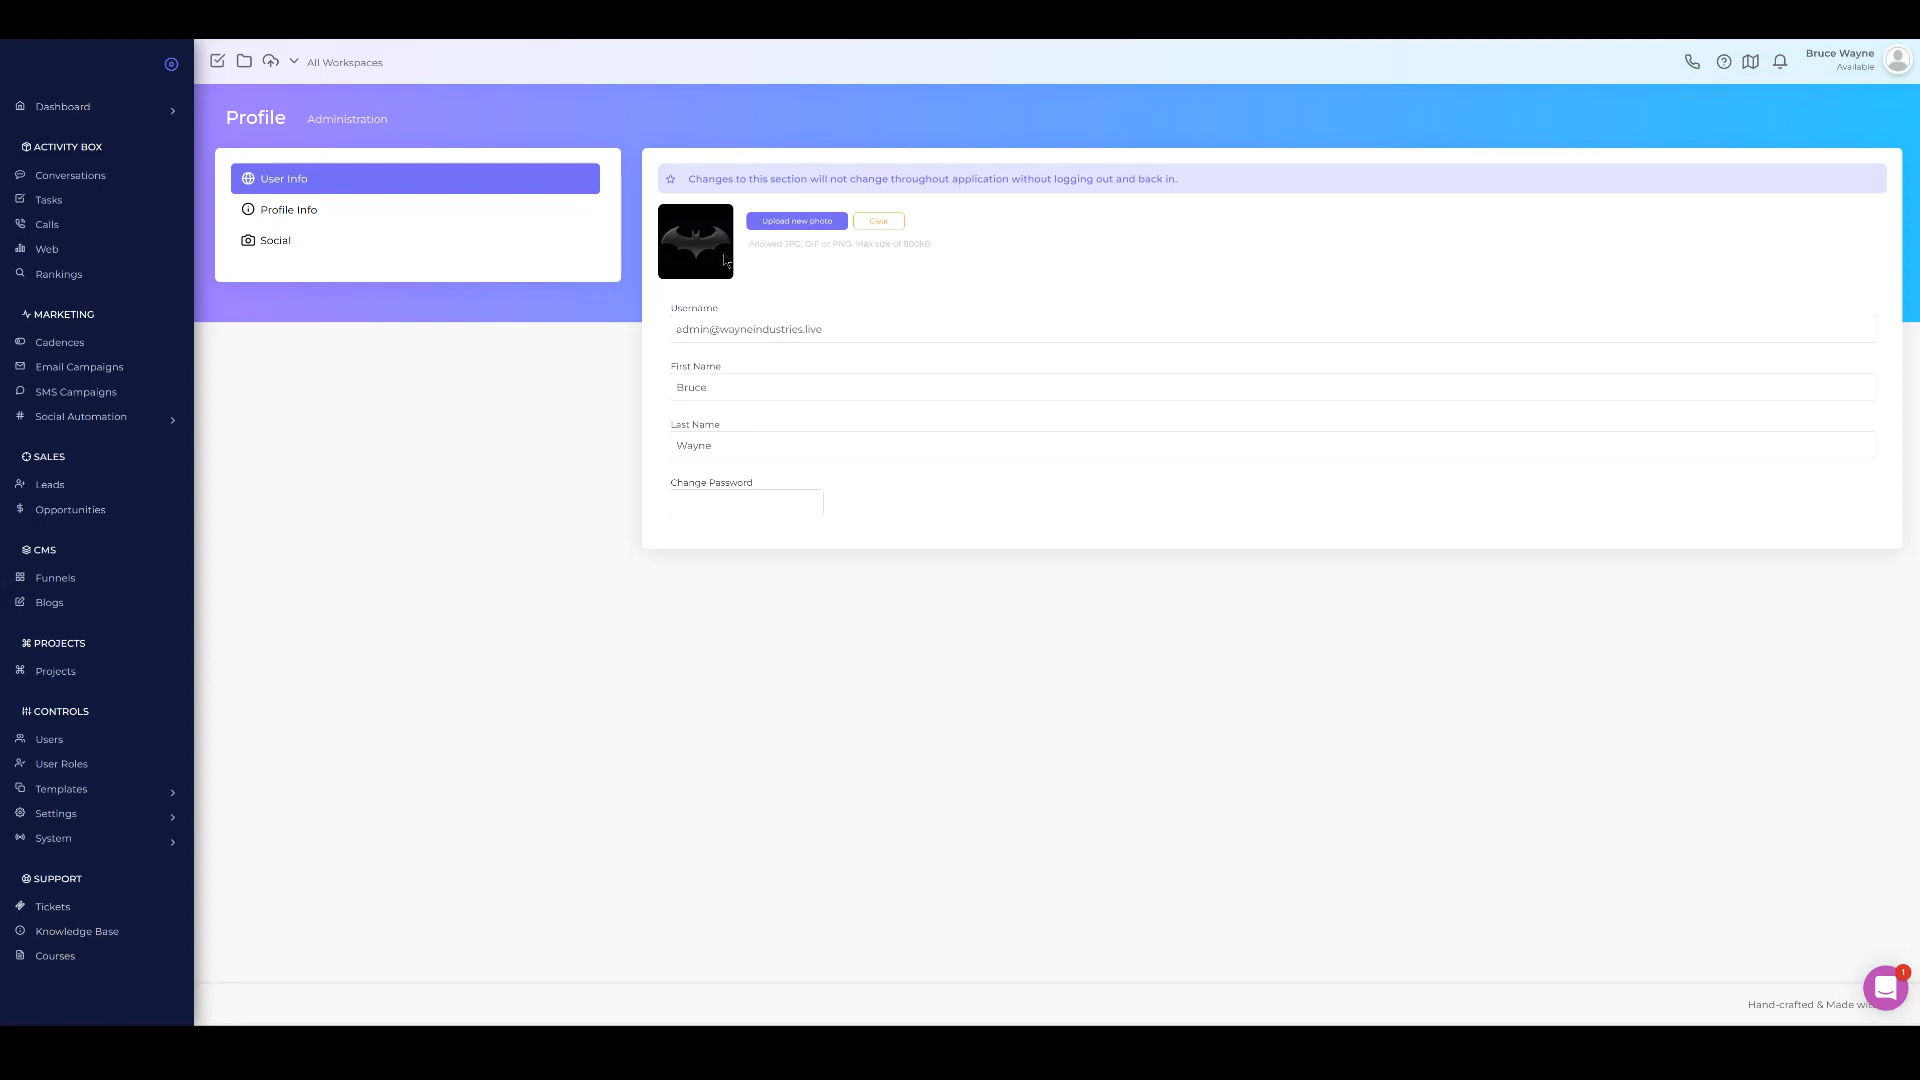 All Workspaces
Bruce Wayne
Available
Dashboard
ACTIVITY BOX
Conversations
Tasks
Calls
Web
Rankings
MARKETING
Cadences
Email Campaigns
SMS Campaigns
Social Automation
SALES
Leads
Opportunities
CMS
Funnels
Blogs
PROJECTS
Projects
CONTROLS
Users
User Roles
Templates
Settings
System
SUPPORT
Tickets
Knowledge Base
Courses
Profile Administration
User Info
Profile Info
Social
Changes to this section will not change throughout application without logging out and back in.
Upload new photo Clear
Allowed JPG, GIF or PNG. Max size of 800kB
Username
admin@wayneindustries.live
First Name
Bruce
Last Name
Wayne
Change Password
1
Hand-crafted & Made